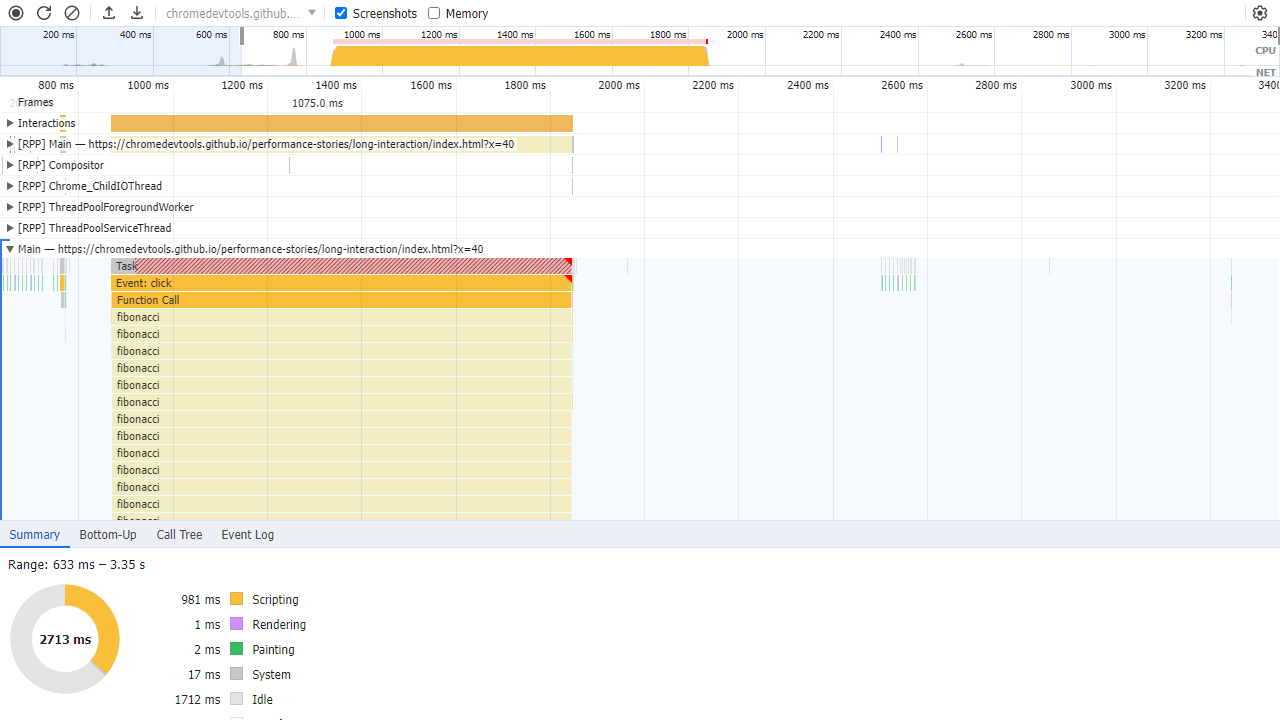 chromedevtools.github.... Screenshots Memory
200 ms 400 ms 600 ms 800 ms 1000 ms 1200 ms 1400 ms 1600 ms 1800 ms 2000 ms 2200 ms 2400 ms 2600 ms 2800 ms 3000 ms 3200 ms 340
CPU
NET
800 ms 1000 ms 1200 ms 1400 ms 1600 ms 1800 ms 2000 ms 2200 ms 2400 ms 2600 ms 2800 ms 3000 ms 3200 ms 3400
Frames 1075.0 ms
Interactions
[RPP] Main — https://chromedevtools.github.io/performance-stories/long-interaction/index.html?x=40
[RPP] Compositor
[RPP] Chrome_ChildIOThread
[RPP] ThreadPoolForegroundWorker
[RPP] ThreadPoolServiceThread
Main — https://chromedevtools.github.io/performance-stories/long-interaction/index.html?x=40
Task
Event: click
Function Call
fibonacci
fibonacci
fibonacci
fibonacci
fibonacci
fibonacci
fibonacci
fibonacci
fibonacci
fibonacci
fibonacci
fibonacci
fibonacci
Summary Bottom-Up Call Tree Event Log
Range: 633 ms – 3.35 s
2713 ms
981 ms Scripting
1 ms Rendering
2 ms Painting
17 ms System
1712 ms Idle